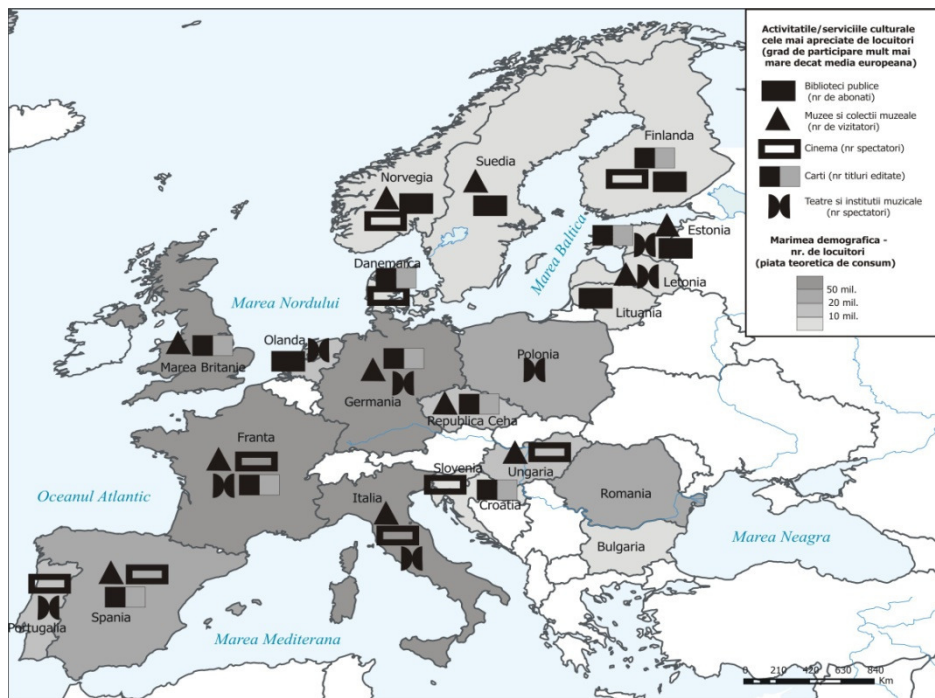 Activitatile/serviciile culturale
cele mai apreciate de locuitori
(grad de participare mult mai
mare decat media europeana)
Biblioteci publice
(nr de abonati)
Muzee si colectii muzeale
(nr de vizitatori)
Cinema (nr spectatori)
Carti (nr titluri editate)
Teatre si institutii muzicale
(nr spectatori)
Marimea demografica -
nr. de locuitori
(piata teoretica de consum)
50 mil.
20 mil.
10 mil.
Finlanda
Suedia
Norvegia
Estonia
Marea Baltica
Danemarca
Letonia
Marea Nordului
Lituania
Olanda
Polonia
Marea Britanie
Germania
Republica Ceha
Franta
Slovenia
Ungaria
Oceanul Atlantic
Italia
Croatia
Romania
Marea Neagra
Bulgaria
Spania
Portugalia
Marea Mediterana
0 210 420 630 840
Km